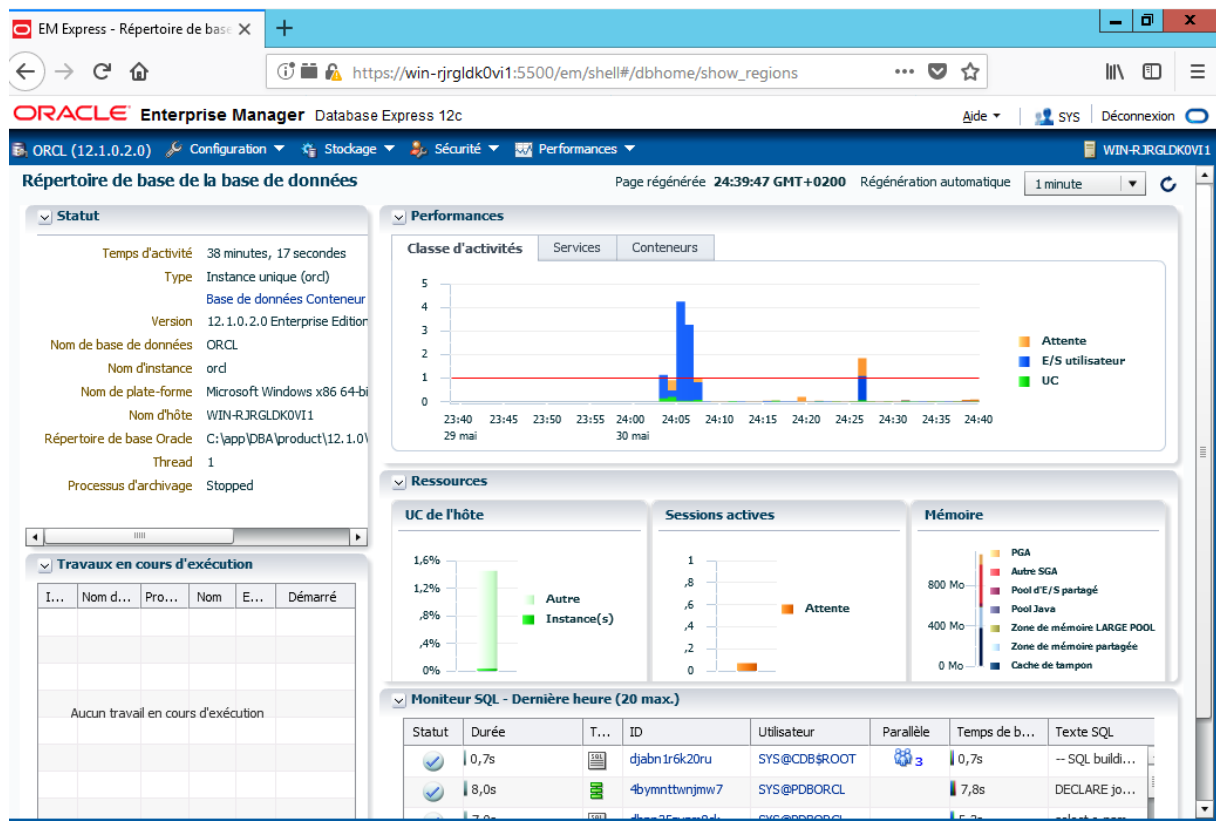 EM Express - Répertoire de base
https://win-rjrgldk0vi1:5500/em/shell#/dbhome/show_regions
ORACLE Enterprise Manager Database Express 12c
Aide
SYS
Déconnexion
ORCL (12.1.0.2.0) Configuration Stockage Sécurité Performances WIN-RJRGLDK0VI1
Répertoire de base de la base de données
Page régénérée 24:39:47 GMT+0200 Régénération automatique 1 minute
Statut
Temps d'activité 38 minutes, 17 secondes
Type Instance unique (orcl)
Base de données Conteneur
Version 12.1.0.2.0 Enterprise Edition
Nom de base de données ORCL
Nom d'instance orcl
Nom de plate-forme Microsoft Windows x86 64-bi
Nom d'hôte WIN-RJRGLDK0VI1
Répertoire de base Oracle C:\app\DBA\product\12.1.0\
Thread 1
Processus d'archivage Stopped
Travaux en cours d'exécution
I... Nom d... Pro... Nom E... Démarré
Aucun travail en cours d'exécution
Performances
Classe d'activités Services Conteneurs
5
4
3
2
1
0
23:40 23:45 23:50 23:55 24:00 24:05 24:10 24:15 24:20 24:25 24:30 24:35 24:40
29 mai 30 mai
Attente
E/S utilisateur
UC
Ressources
UC de l'hôte
1,6%
1,2%
,8%
,4%
0%
Autre
Instance(s)
Sessions actives
1
,8
,6
,4
,2
0
Attente
Mémoire
800 Mo
400 Mo
0 Mo
PGA
Autre SGA
Pool d'E/S partagé
Pool Java
Zone de mémoire LARGE POOL
Zone de mémoire partagée
Cache de tampon
Moniteur SQL - Dernière heure (20 max.)
Statut Durée T... ID Utilisateur Parallèle Temps de b... Texte SQL
0,7s SQL djabn1r6k20ru SYS@CDB$ROOT 3 0,7s -- SQL buildi...
8,0s 4bymnttwnjmw7 SYS@PDBORCL 7,8s DECLARE jo...